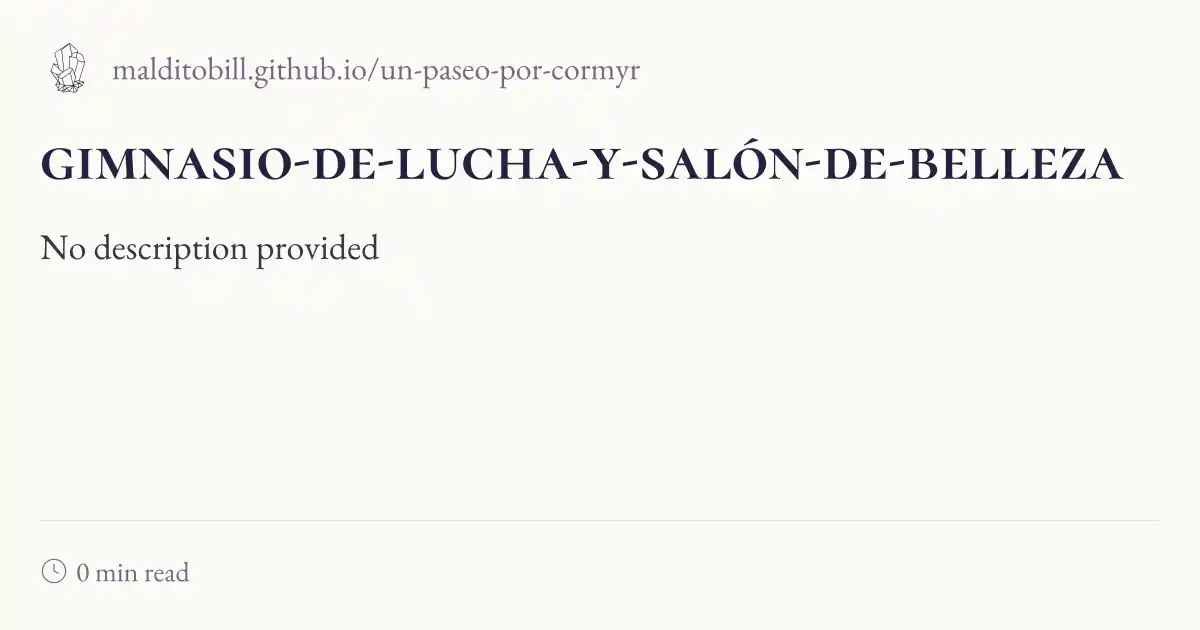 malditobill.github.io/un-paseo-por-cormyr
GIMNASIO-DE-LUCHA-Y-SALÓN-DE-BELLEZA
No description provided
0 min read